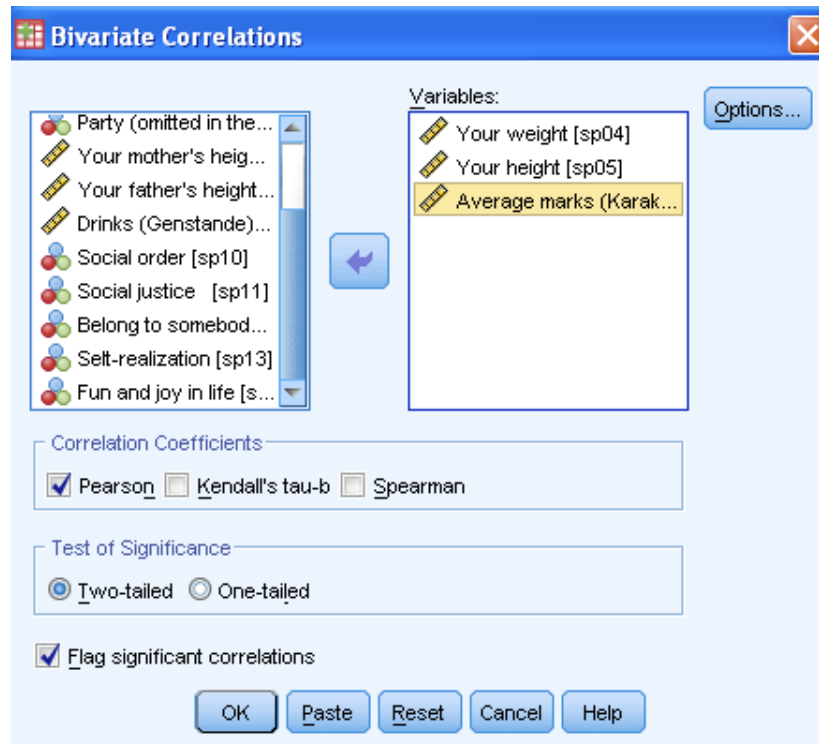 Bivariate Correlations
Party (omitted in the...
Your mother's heig...
Your father's height...
Drinks (Genstande)...
Social order [sp10]
Social justice [sp11]
Belong to somebod...
Self-realization [sp13]
Fun and joy in life [s...
Variables:
Your weight [sp04]
Your height [sp05]
Average marks (Karak...
Options...
Correlation Coefficients
Pearson Kendall's tau-b Spearman
Test of Significance
Two-tailed One-tailed
Flag significant correlations
OK Paste Reset Cancel Help